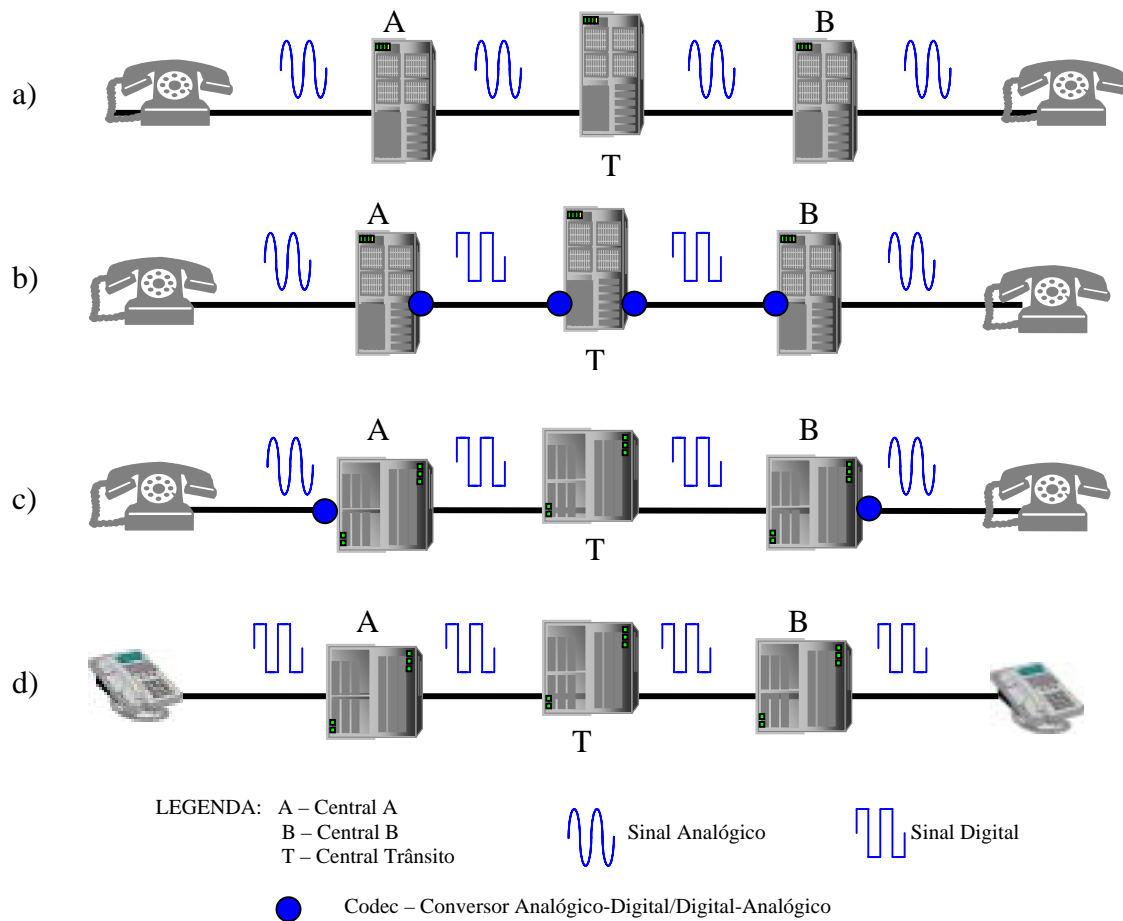 A
B
a)
T
A
B
b)
T
A
B
c)
T
A
B
d)
T
LEGENDA: A – Central A
B – Central B
T – Central Trânsito
Sinal Analógico
Sinal Digital
Codec – Conversor Analógico-Digital/Digital-Analógico